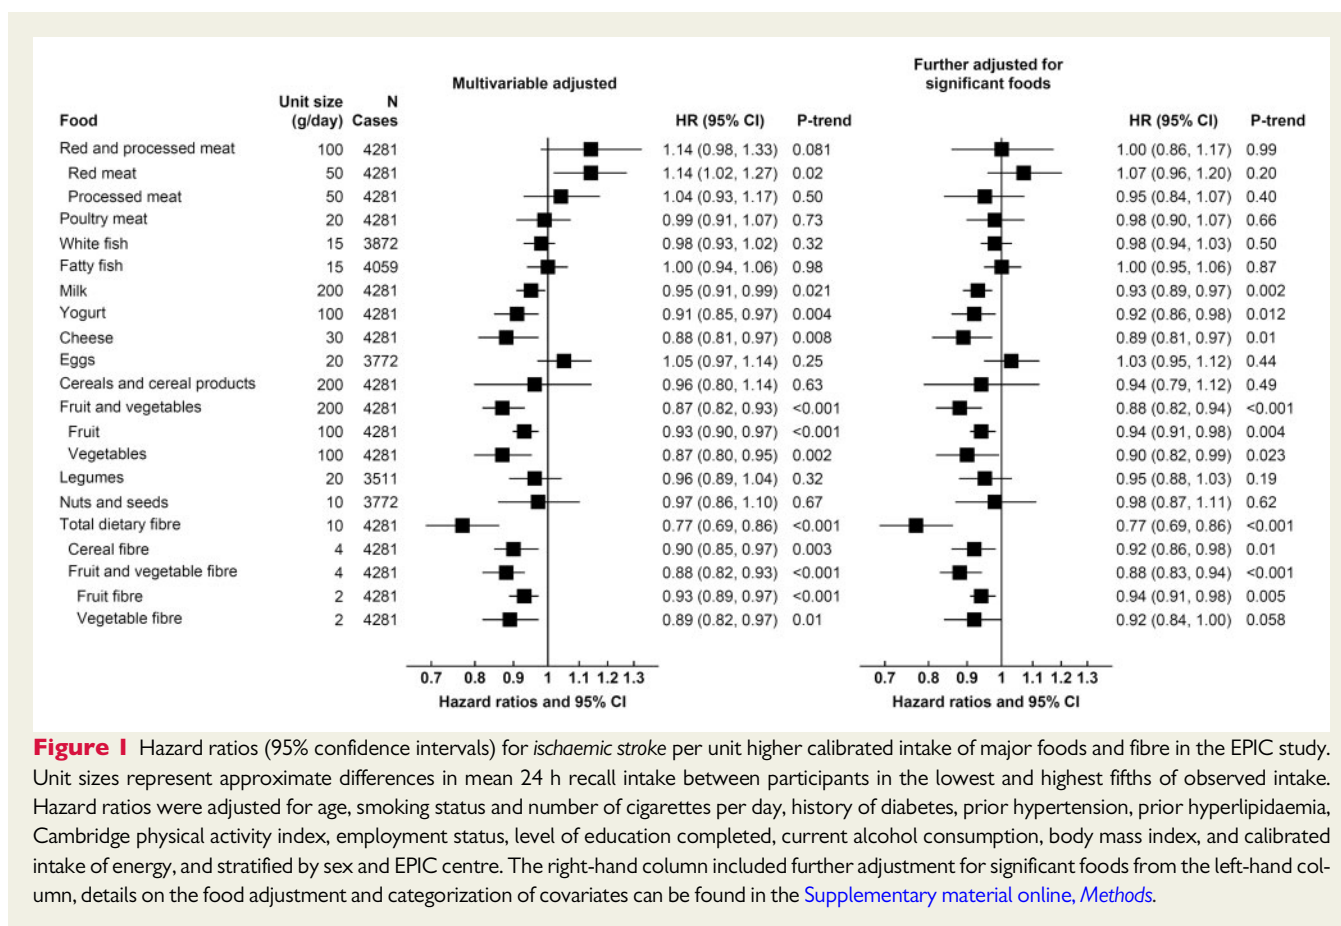 Multivariable adjusted
Further adjusted for
significant foods
Unit size N
Food (g/day) Cases HR (95% CI) P-trend HR (95% CI) P-trend
Red and processed meat 100 4281 1.14 (0.98, 1.33) 0.081 1.00 (0.86, 1.17) 0.99
Red meat 50 4281 1.14 (1.02, 1.27) 0.02 1.07 (0.96, 1.20) 0.20
Processed meat 50 4281 1.04 (0.93, 1.17) 0.50 0.95 (0.84, 1.07) 0.40
Poultry meat 20 4281 0.99 (0.91, 1.07) 0.73 0.98 (0.90, 1.07) 0.66
White fish 15 3872 0.98 (0.93, 1.02) 0.32 0.98 (0.94, 1.03) 0.50
Fatty fish 15 4059 1.00 (0.94, 1.06) 0.98 1.00 (0.95, 1.06) 0.87
Milk 200 4281 0.95 (0.91, 0.99) 0.021 0.93 (0.89, 0.97) 0.002
Yogurt 100 4281 0.91 (0.85, 0.97) 0.004 0.92 (0.86, 0.98) 0.012
Cheese 30 4281 0.88 (0.81, 0.97) 0.008 0.89 (0.81, 0.97) 0.01
Eggs 20 3772 1.05 (0.97, 1.14) 0.25 1.03 (0.95, 1.12) 0.44
Cereals and cereal products 200 4281 0.96 (0.80, 1.14) 0.63 0.94 (0.79, 1.12) 0.49
Fruit and vegetables 200 4281 0.87 (0.82, 0.93) <0.001 0.88 (0.82, 0.94) <0.001
Fruit 100 4281 0.93 (0.90, 0.97) <0.001 0.94 (0.91, 0.98) 0.004
Vegetables 100 4281 0.87 (0.80, 0.95) 0.002 0.90 (0.82, 0.99) 0.023
Legumes 20 3511 0.96 (0.89, 1.04) 0.32 0.95 (0.88, 1.03) 0.19
Nuts and seeds 10 3772 0.97 (0.86, 1.10) 0.67 0.98 (0.87, 1.11) 0.62
Total dietary fibre 10 4281 0.77 (0.69, 0.86) <0.001 0.77 (0.69, 0.86) <0.001
Cereal fibre 4 4281 0.90 (0.85, 0.97) 0.003 0.92 (0.86, 0.98) 0.01
Fruit and vegetable fibre 4 4281 0.88 (0.82, 0.93) <0.001 0.88 (0.83, 0.94) <0.001
Fruit fibre 2 4281 0.93 (0.89, 0.97) <0.001 0.94 (0.91, 0.98) 0.005
Vegetable fibre 2 4281 0.89 (0.82, 0.97) 0.01 0.92 (0.84, 1.00) 0.058
0.7 0.8 0.9 1 1.1 1.2 1.3 0.7 0.8 0.9 1 1.1 1.2 1.3
Hazard ratios and 95% CI Hazard ratios and 95% CI
Figure 1 Hazard ratios (95% confidence intervals) for ischaemic stroke per unit higher calibrated intake of major foods and fibre in the EPIC study.
Unit sizes represent approximate differences in mean 24 h recall intake between participants in the lowest and highest fifths of observed intake.
Hazard ratios were adjusted for age, smoking status and number of cigarettes per day, history of diabetes, prior hypertension, prior hyperlipidaemia,
Cambridge physical activity index, employment status, level of education completed, current alcohol consumption, body mass index, and calibrated
intake of energy, and stratified by sex and EPIC centre. The right-hand column included further adjustment for significant foods from the left-hand col-
umn, details on the food adjustment and categorization of covariates can be found in the Supplementary material online, Methods.